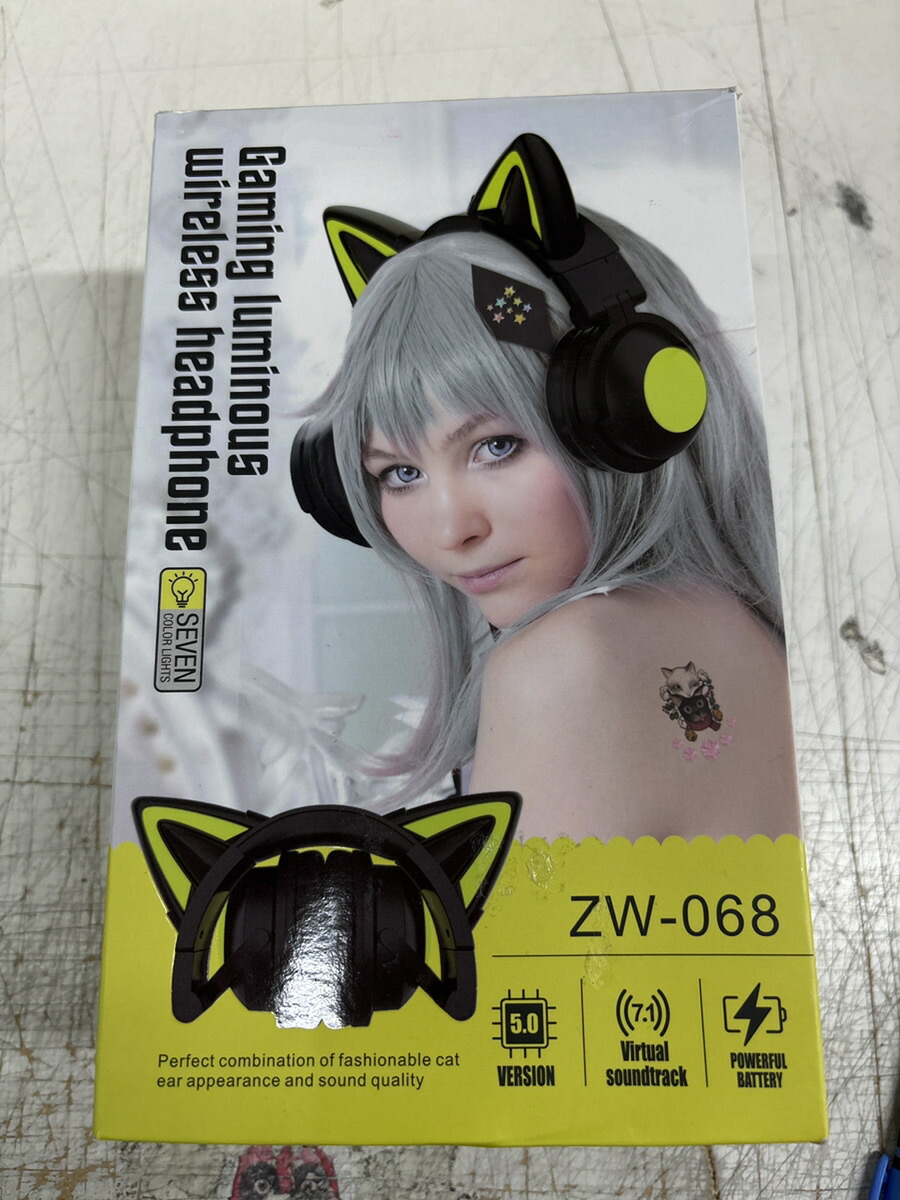 Gaming luminous
wireless headphone
SEVEN
COLOR LIGHTS
ZW-068
5.0
VERSION
7.1
Virtual
soundtrack
POWERFUL
BATTERY
Perfect combination of fashionable cat
ear appearance and sound quality